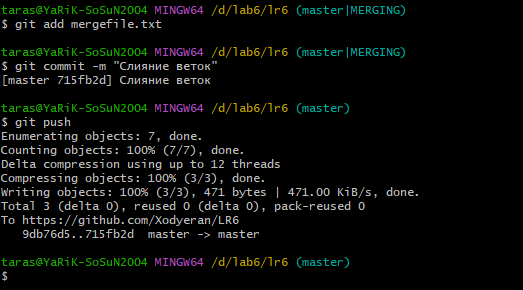 taras@YaRiK-SoSuN2004 MINGW64 /d/lab6/lr6 (master|MERGING)
$ git add mergefile.txt
taras@YaRiK-SoSuN2004 MINGW64 /d/lab6/lr6 (master|MERGING)
$ git commit -m "Слияние веток"
[master 715fb2d] Слияние веток
taras@YaRiK-SoSuN2004 MINGW64 /d/lab6/lr6 (master)
$ git push
Enumerating objects: 7, done.
Counting objects: 100% (7/7), done.
Delta compression using up to 12 threads
Compressing objects: 100% (3/3), done.
Writing objects: 100% (3/3), 471 bytes | 471.00 KiB/s, done.
Total 3 (delta 0), reused 0 (delta 0), pack-reused 0
To https://github.com/Xodyeran/LR6
   9db76d5..715fb2d  master -> master
taras@YaRiK-SoSuN2004 MINGW64 /d/lab6/lr6 (master)
$